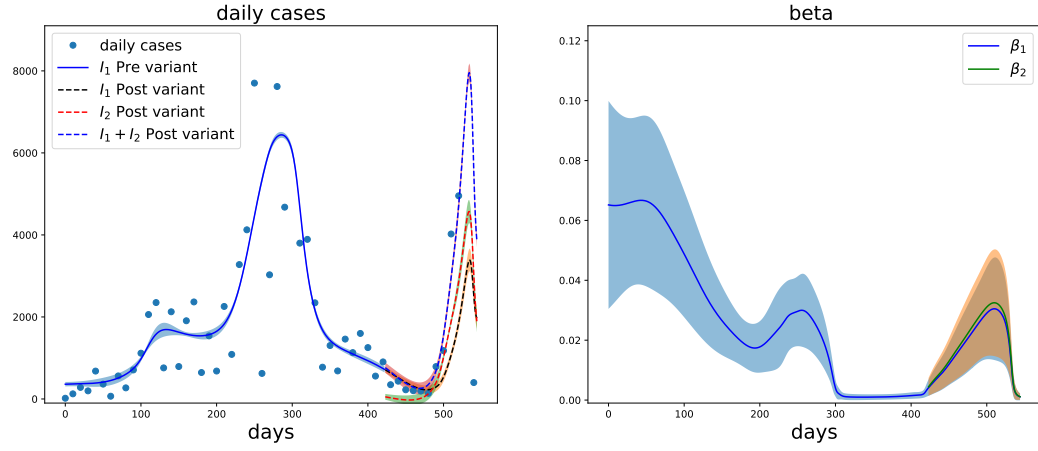 daily cases
daily cases
I₁ Pre variant
I₁ Post variant
I₂ Post variant
I₁ + I₂ Post variant
8000
6000
4000
2000
0
0 100 200 300 400 500
days
beta
β₁
β₂
0.12
0.10
0.08
0.06
0.04
0.02
0.00
0 100 200 300 400 500
days